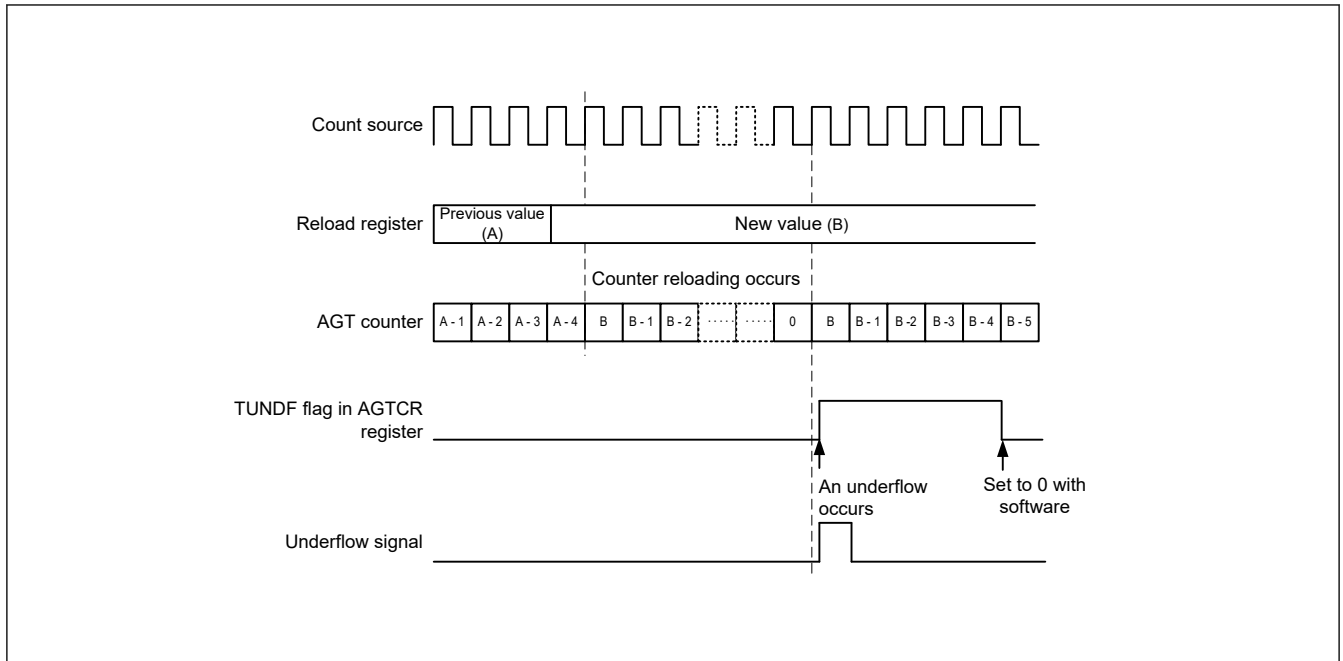 Count source
Reload register
Previous value
(A)
New value (B)
Counter reloading occurs
AGT counter
A - 1 A - 2 A - 3 A - 4 B B - 1 B - 2 ····· ····· 0 B B - 1 B -2 B - 3 B - 4 B - 5
TUNDF flag in AGTCR
register
An underflow
occurs
Set to 0 with
software
Underflow signal